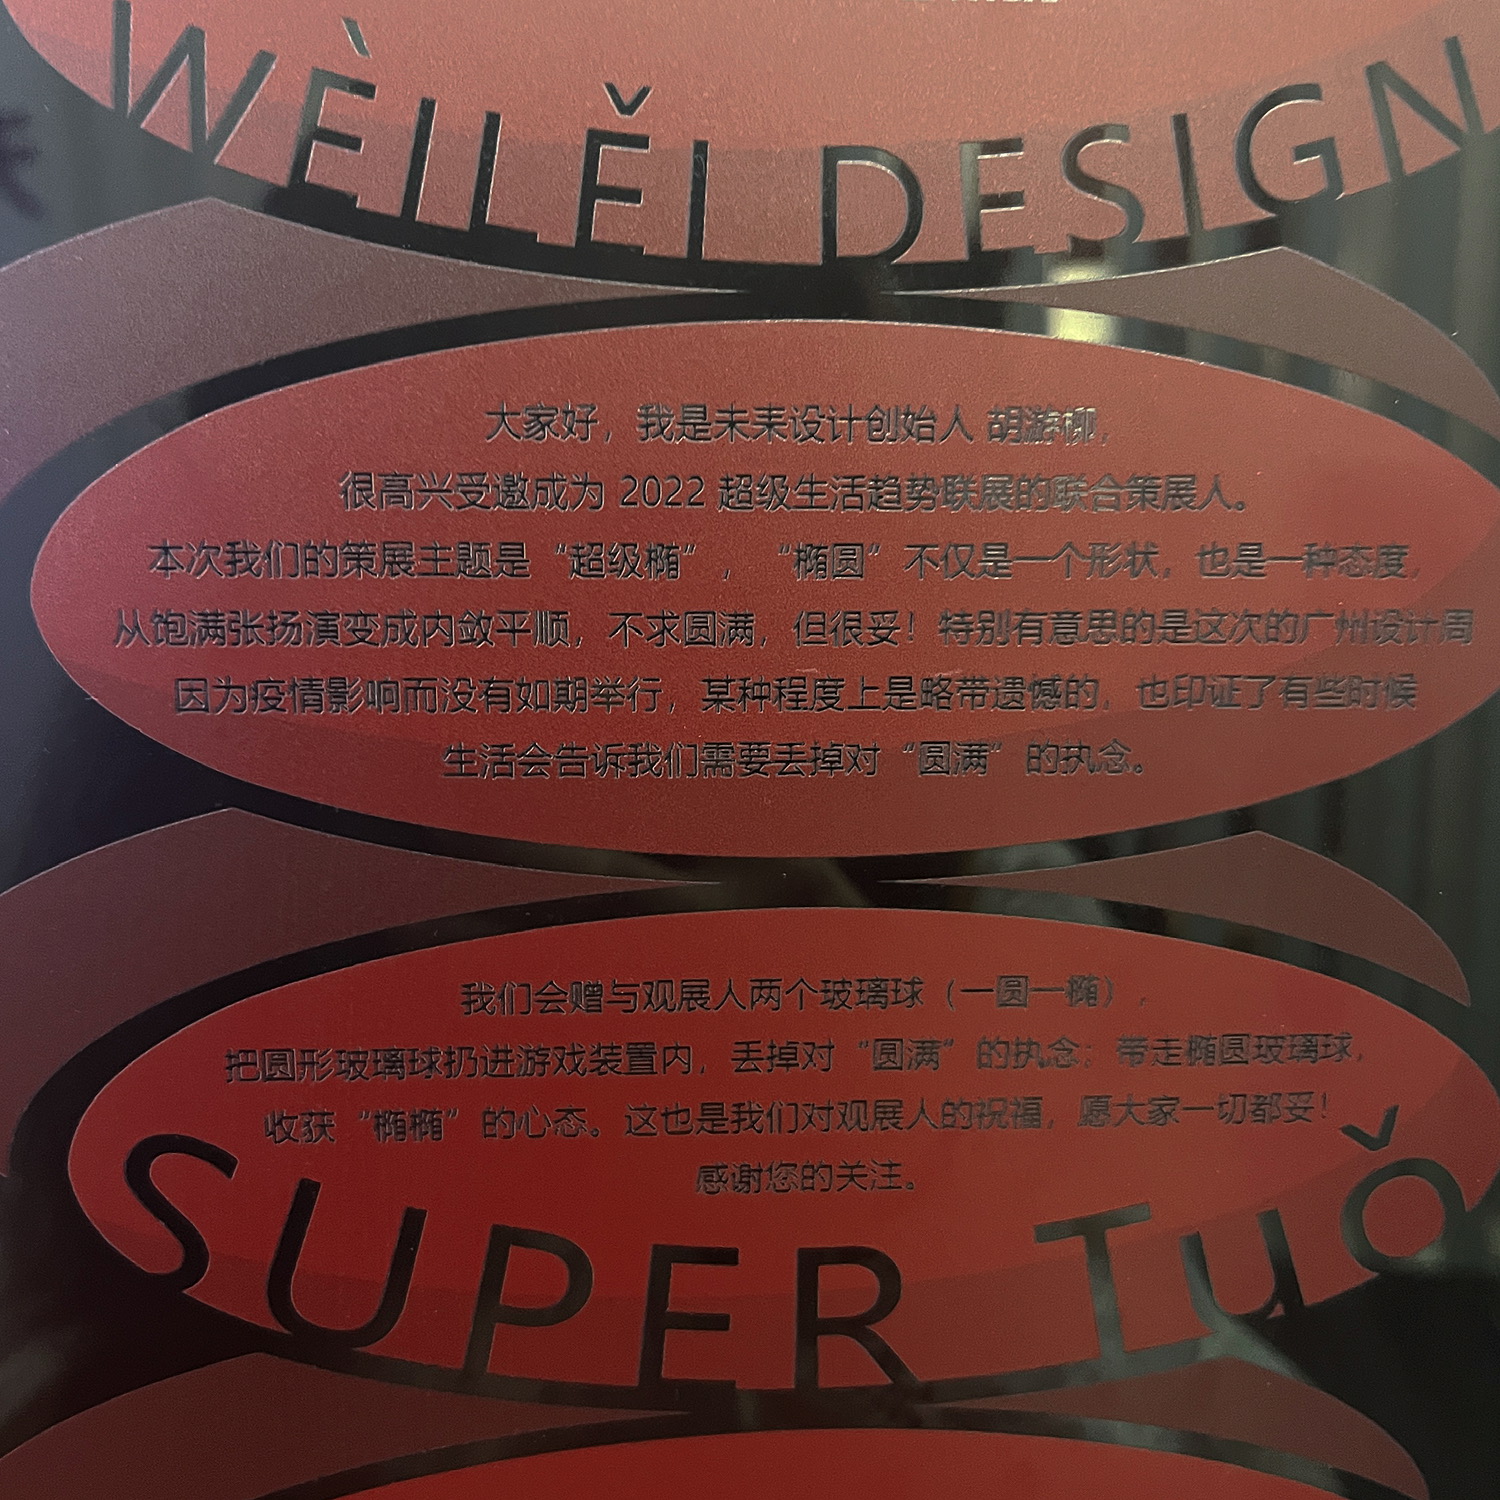 WÈILĚI DESIGN
大家好，我是未耒设计创始人 胡游柳，
很高兴受邀成为 2022 超级生活趋势联展的联合策展人。
本次我们的策展主题是“超级椭”，“椭圆”不仅是一个形状，也是一种态度，
从饱满张扬演变成内敛平顺，不求圆满，但很妥！特别有意思的是这次的广州设计周
因为疫情影响而没有如期举行，某种程度上是略带遗憾的，也印证了有些时候
生活会告诉我们需要丢掉对“圆满”的执念。
我们会赠与观展人两个玻璃球（一圆一椭），
把圆形玻璃球扔进游戏装置内，丢掉对“圆满”的执念；带走椭圆玻璃球，
收获“椭椭”的心态。这也是我们对观展人的祝福，愿大家一切都妥！
感谢您的关注。
SUPER TuǑ